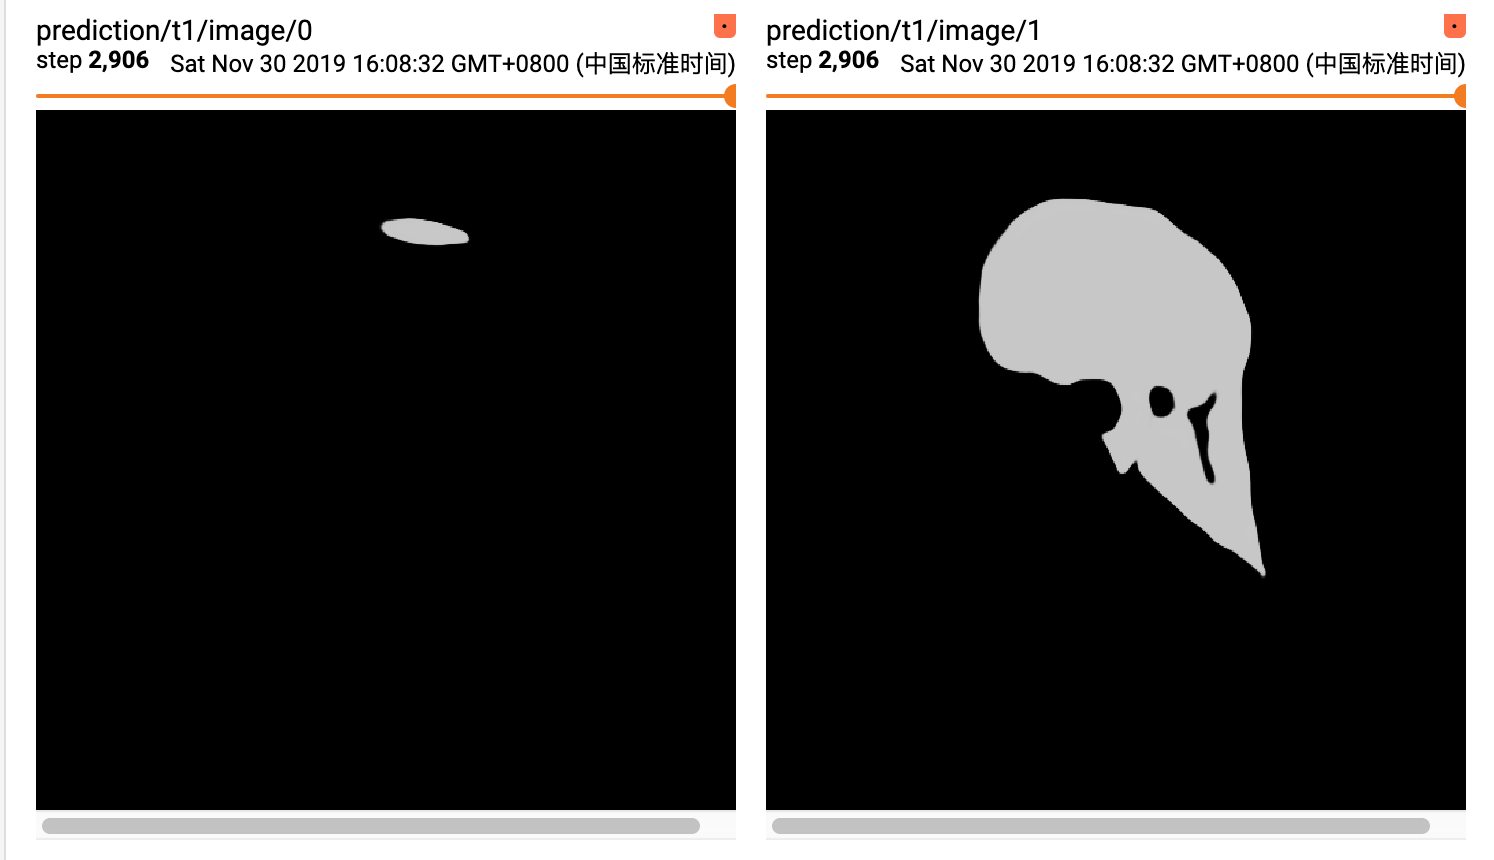 prediction/t1/image/0
step 2,906 Sat Nov 30 2019 16:08:32 GMT+0800 (中国标准时间)
prediction/t1/image/1
step 2,906 Sat Nov 30 2019 16:08:32 GMT+0800 (中国标准时间)